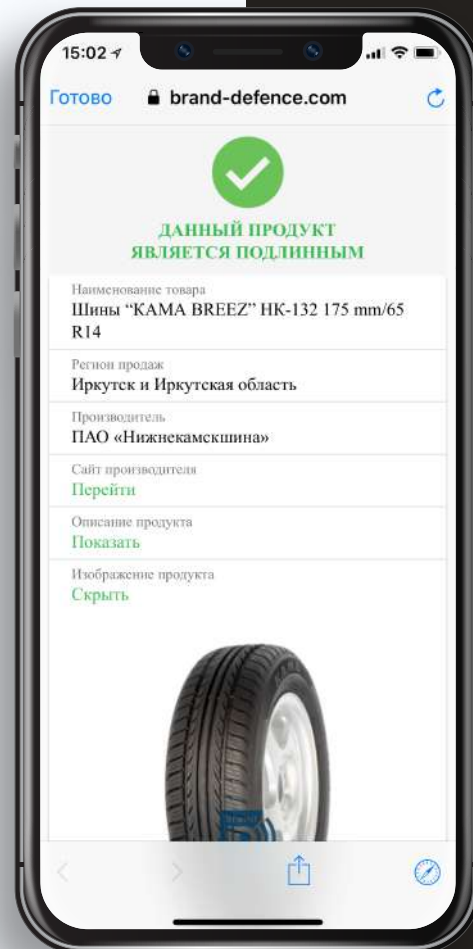 15:02
Готово
brand-defence.com
ДАННЫЙ ПРОДУКТ
ЯВЛЯЕТСЯ ПОДЛИННЫМ
Наименование товара
Шины “КАМА BREEZ” НК-132 175 mm/65
R14
Регион продаж
Иркутск и Иркутская область
Производитель
ПАО «Нижнекамскшина»
Сайт производителя
Перейти
Описание продукта
Показать
Изображение продукта
Скрыть